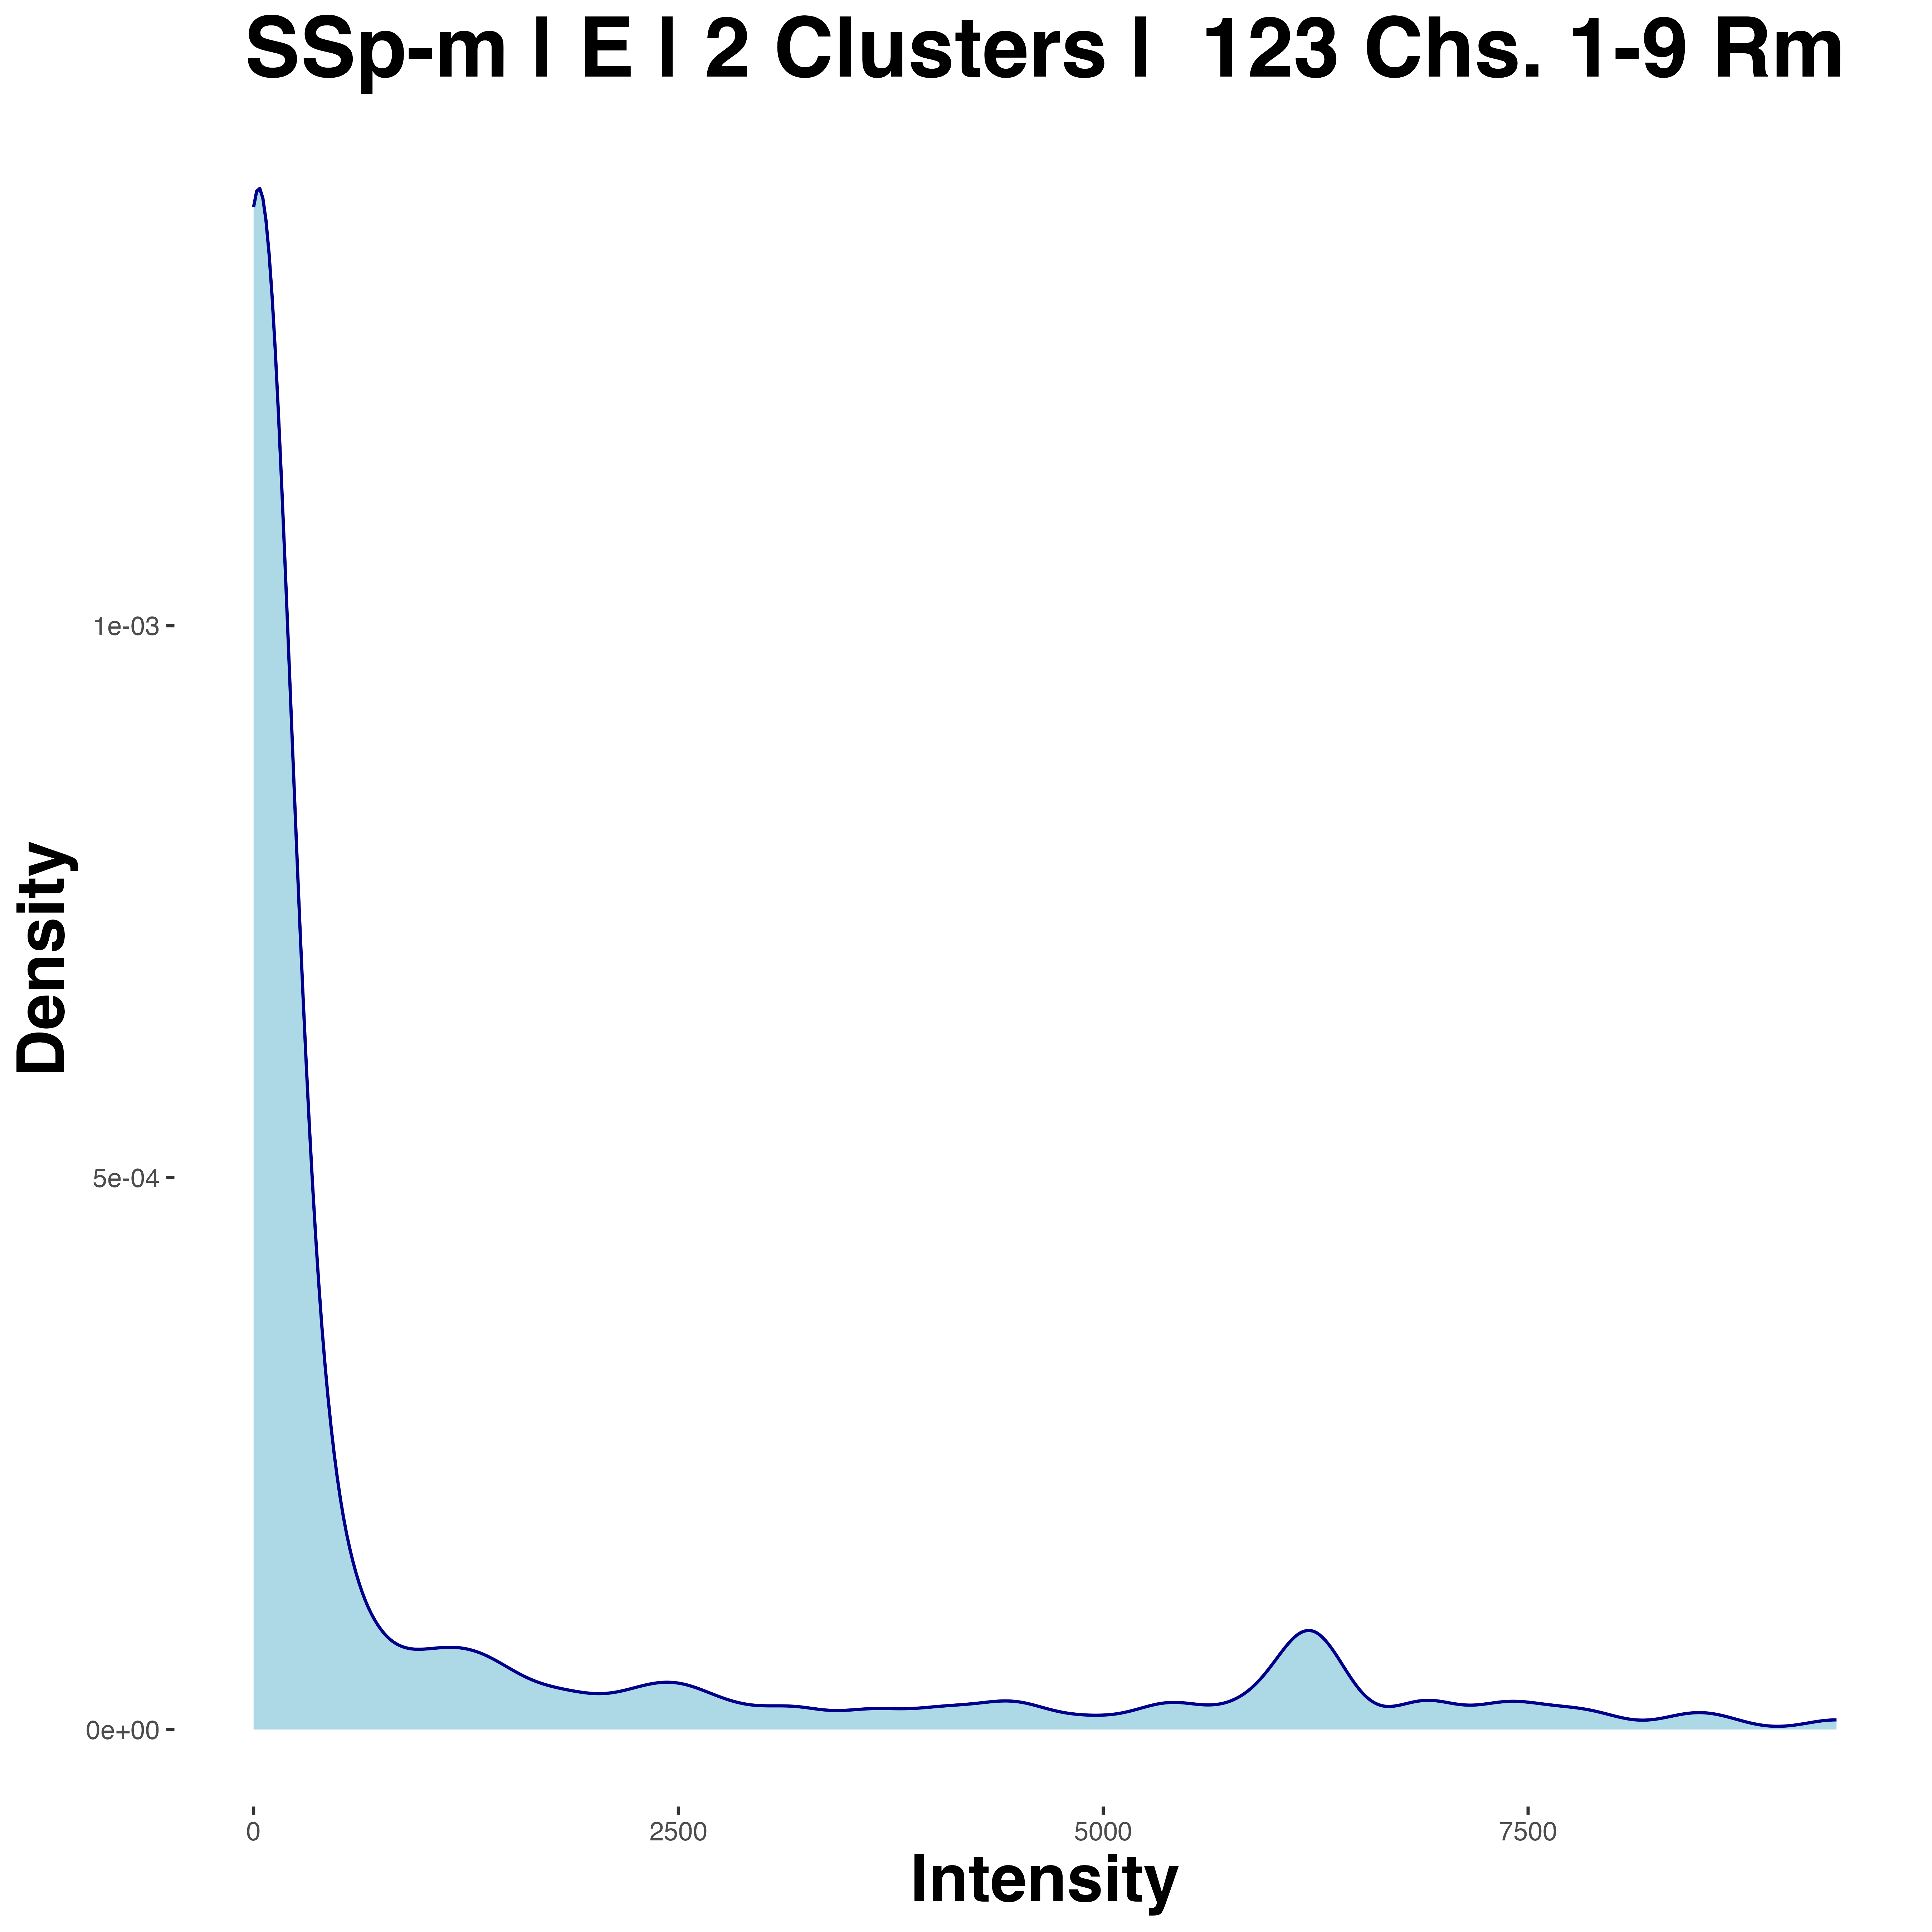 SSp-m | E | 2 Clusters |  123 Chs. 1-9 Rm
Density
1e-03
5e-04
0e+00
0 2500 5000 7500
Intensity